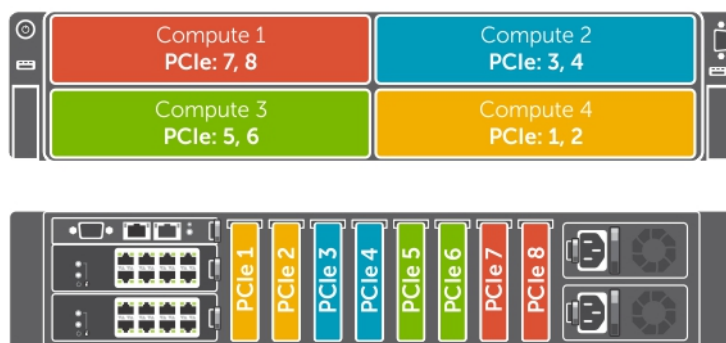 Compute 1
PCIe: 7, 8
Compute 2
PCIe: 3, 4
Compute 3
PCIe: 5, 6
Compute 4
PCIe: 1, 2
PCIe 1
PCIe 2
PCIe 3
PCIe 4
PCIe 5
PCIe 6
PCIe 7
PCIe 8